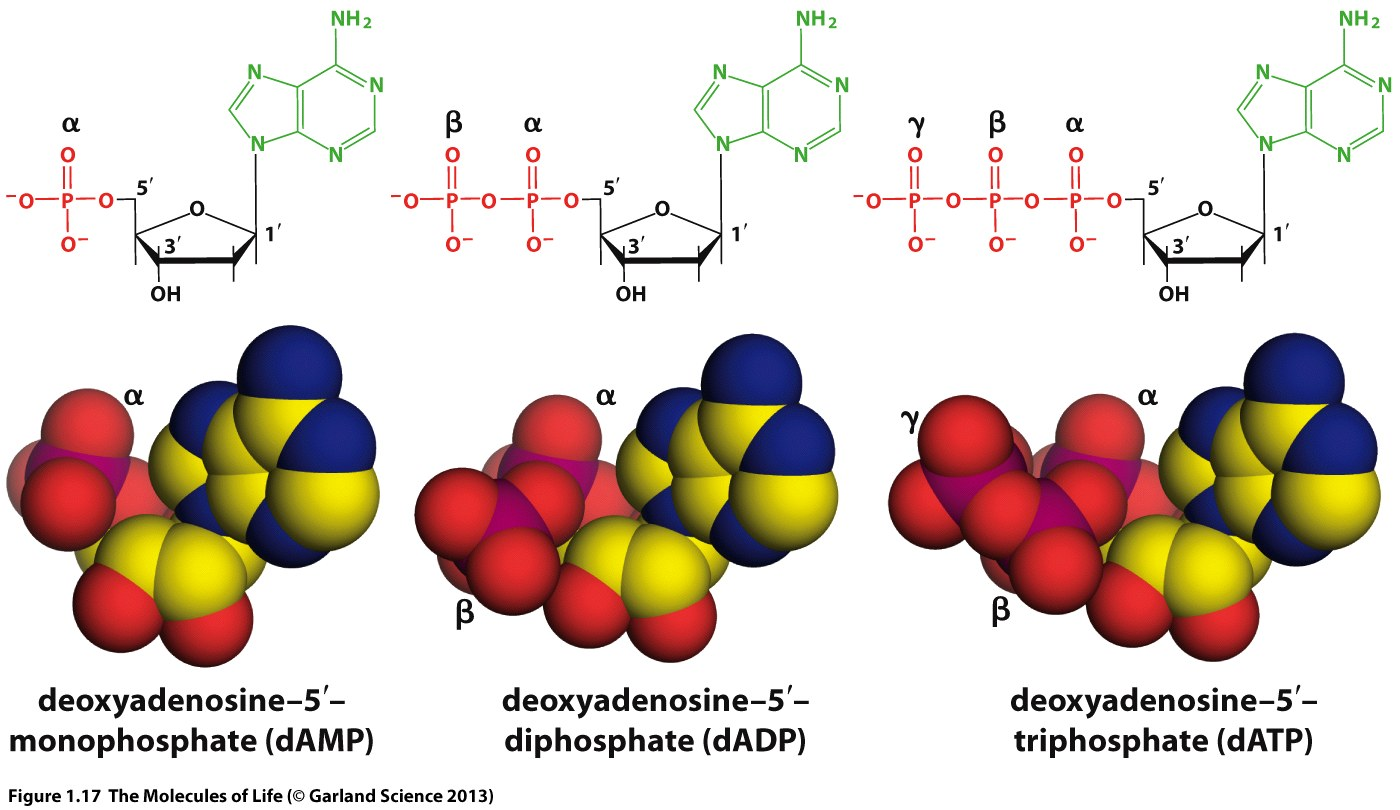 NH2 NH2 NH2
N N N N N N
α β α γ β α
N N N N N N
O O O O O O
⁻O P O 5′ ⁻O P O P O 5′ ⁻O P O P O P O 5′
O O O
3′ 1′ 3′ 1′ 3′ 1′
O⁻ O⁻ O⁻ O⁻ O⁻ O⁻
OH OH OH
α α γ α
β β
deoxyadenosine–5′– deoxyadenosine–5′– deoxyadenosine–5′–
monophosphate (dAMP) diphosphate (dADP) triphosphate (dATP)
Figure 1.17 The Molecules of Life (© Garland Science 2013)